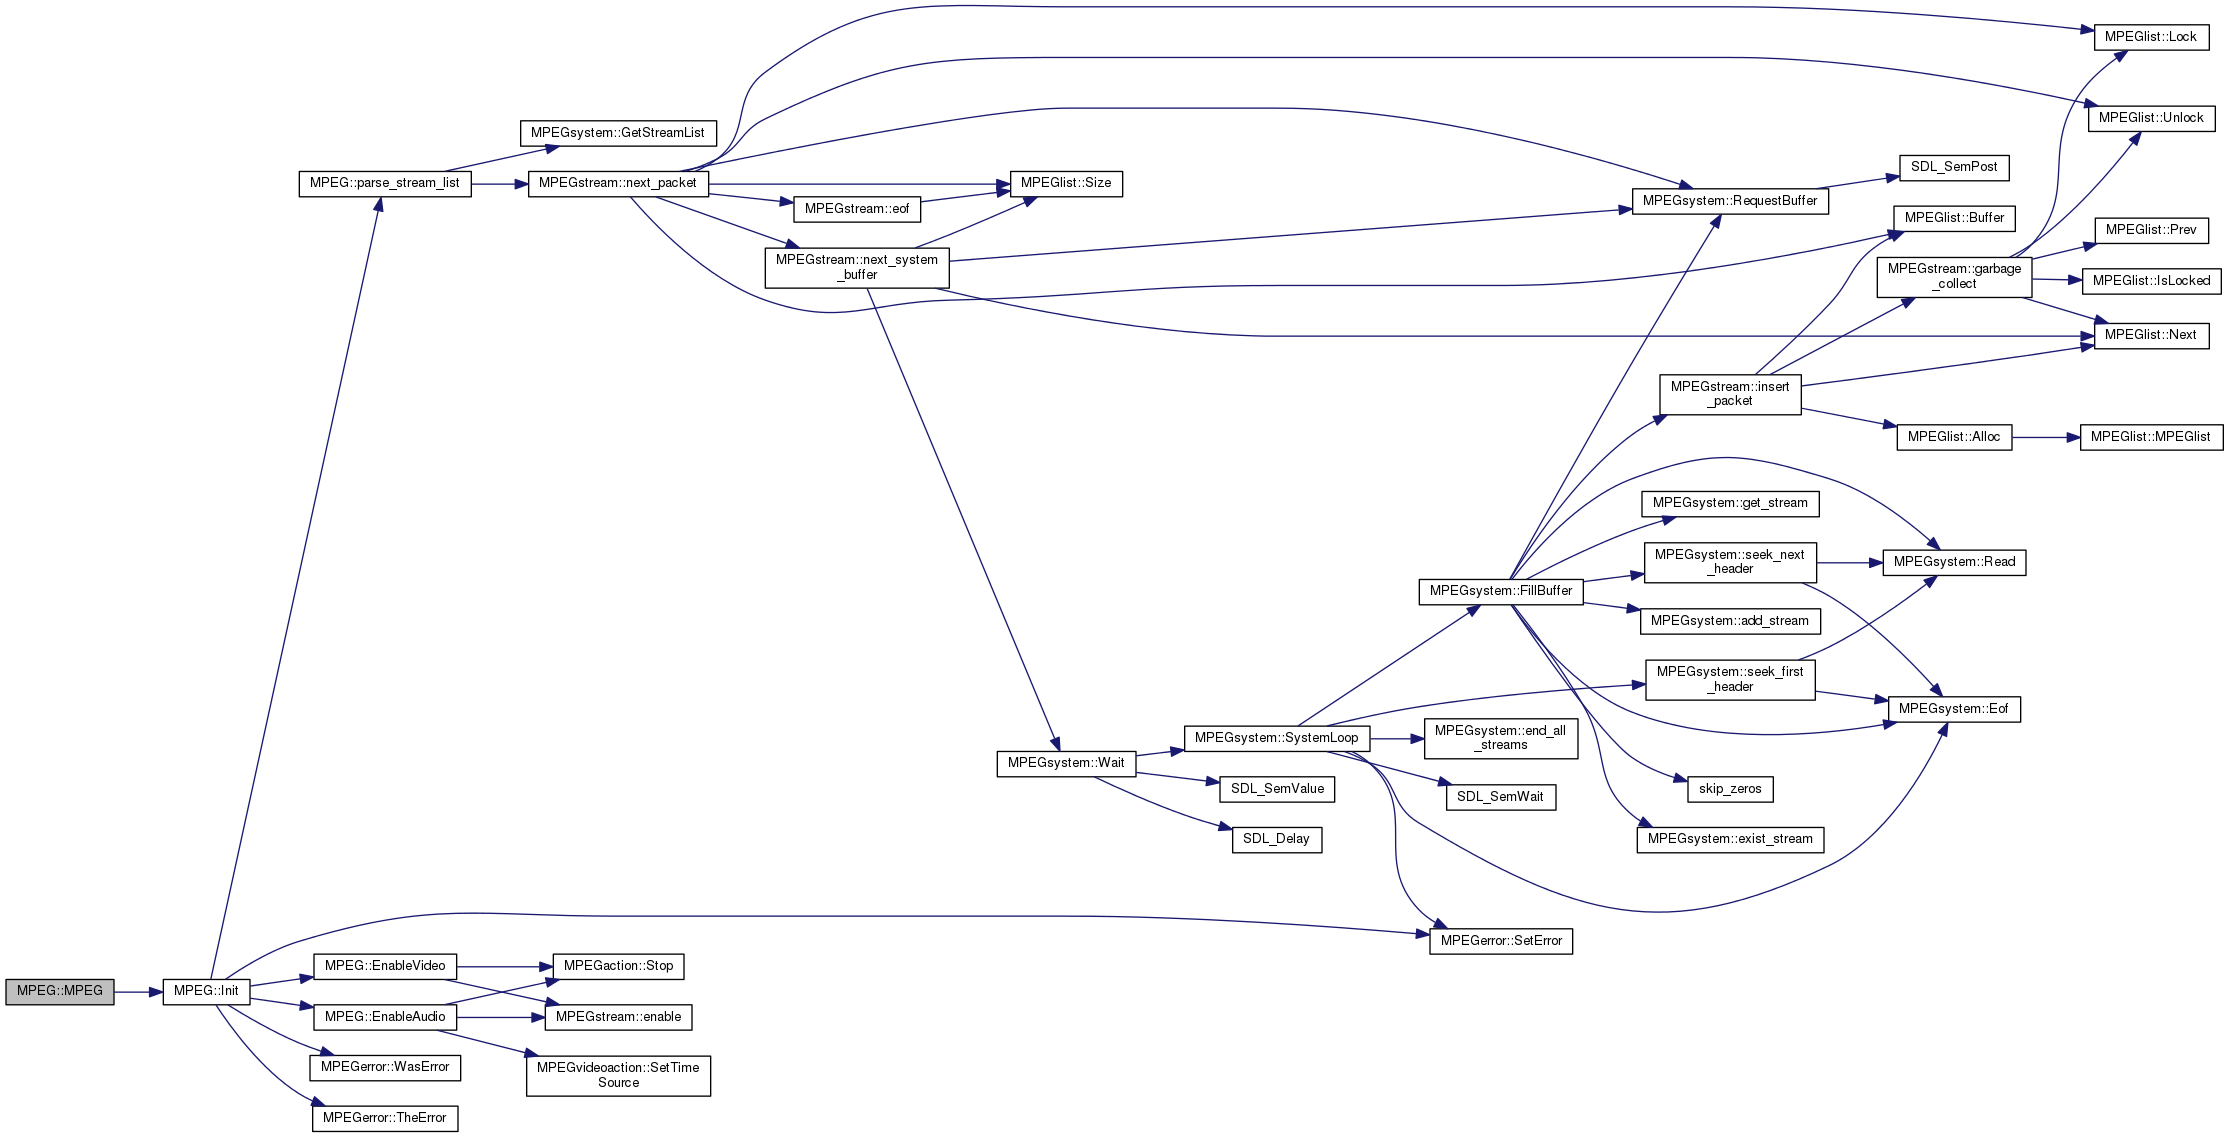 MPEGlist::Lock
MPEGlist::Unlock
MPEGsystem::GetStreamList
SDL_SemPost
MPEG::parse_stream_list
MPEGstream::next_packet
MPEGlist::Size
MPEGsystem::RequestBuffer
MPEGstream::eof
MPEGlist::Buffer
MPEGlist::Prev
MPEGstream::next_system
_buffer
MPEGstream::garbage
_collect
MPEGlist::IsLocked
MPEGlist::Next
MPEGstream::insert
_packet
MPEGlist::Alloc
MPEGlist::MPEGlist
MPEGsystem::get_stream
MPEGsystem::seek_next
_header
MPEGsystem::Read
MPEGsystem::FillBuffer
MPEGsystem::add_stream
MPEGsystem::seek_first
_header
MPEGsystem::Eof
MPEGsystem::SystemLoop
MPEGsystem::end_all
_streams
MPEGsystem::Wait
SDL_SemValue
SDL_SemWait
skip_zeros
SDL_Delay
MPEGsystem::exist_stream
MPEGerror::SetError
MPEG::EnableVideo
MPEGaction::Stop
MPEG::MPEG
MPEG::Init
MPEG::EnableAudio
MPEGstream::enable
MPEGerror::WasError
MPEGvideoaction::SetTime
Source
MPEGerror::TheError